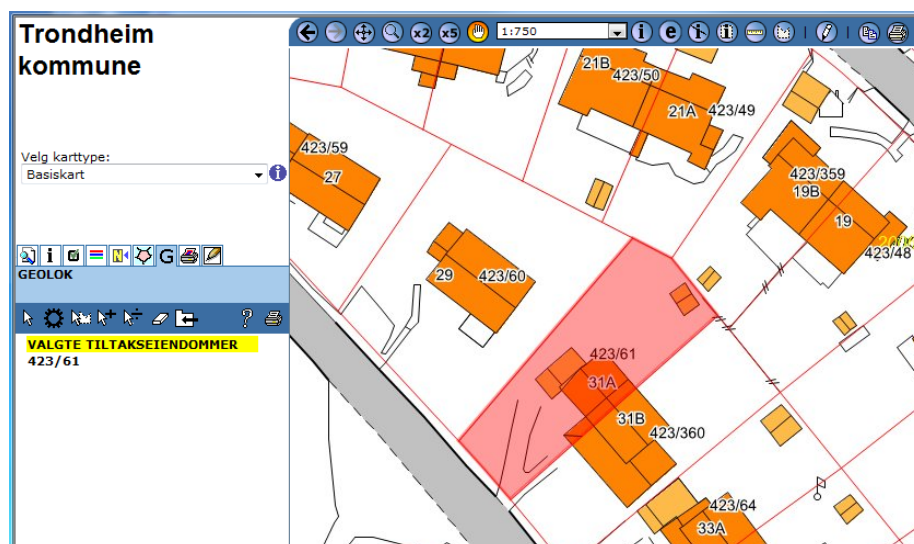 Trondheim
kommune
Velg karttype:
Basiskart
i
i
G
GEOLOK
?
VALGTE TILTAKSEIENDOMMER
423/61
x2
x5
1:750
i
e
i
i
21B
423/50
21A
423/49
423/59
27
423/359
19B
19
423/48
29
423/60
423/61
31A
31B
423/360
423/64
33A